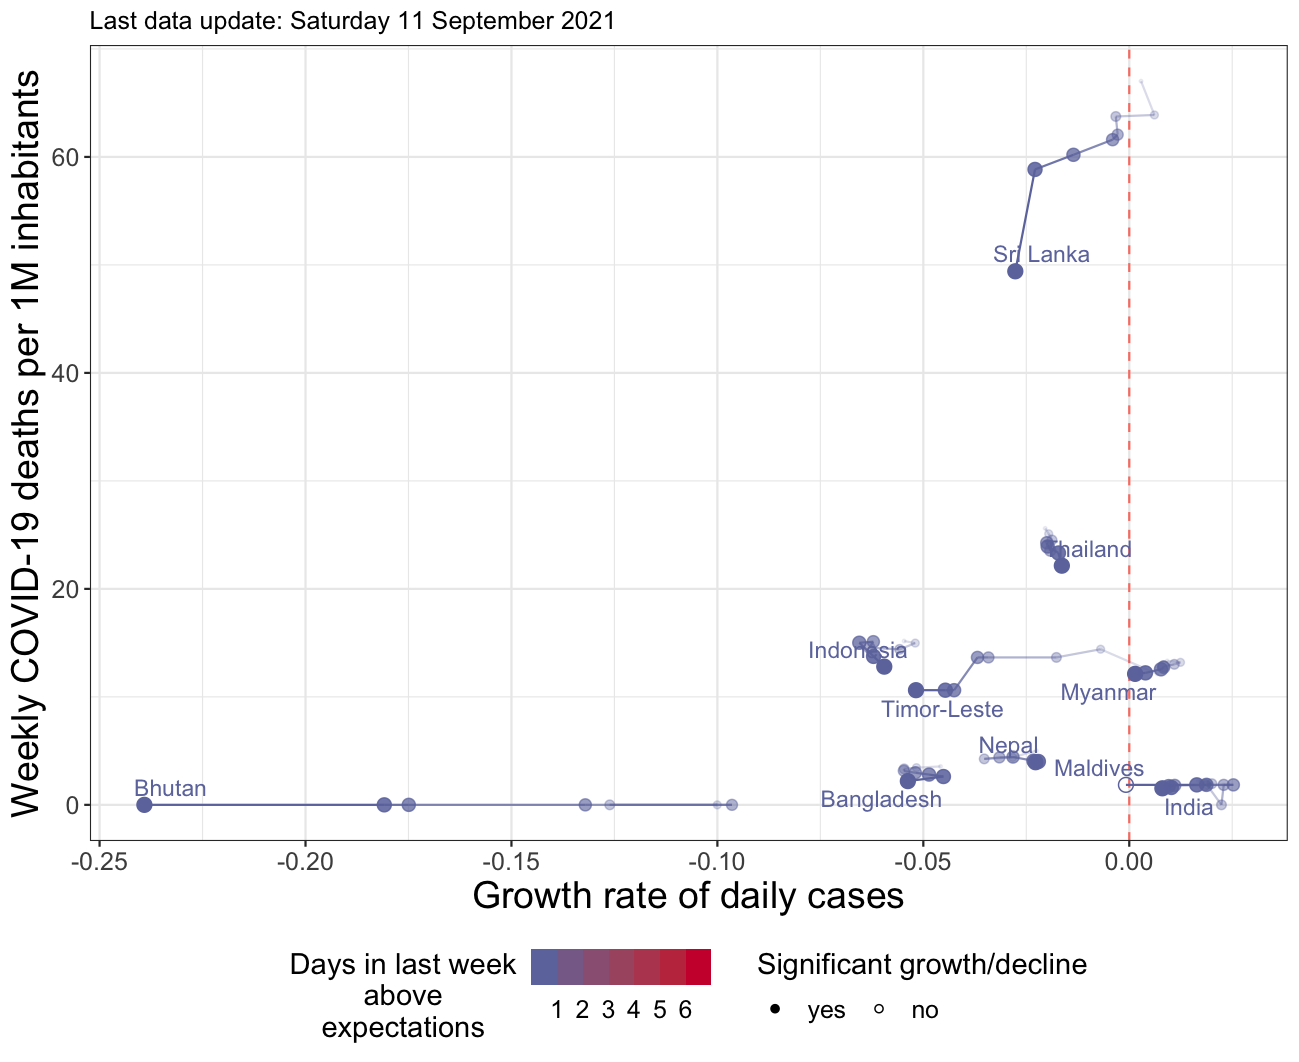 Last data update: Saturday 11 September 2021
Weekly COVID-19 deaths per 1M inhabitants
60
40
20
0
Sri Lanka
Thailand
Indonesia
Myanmar
Timor-Leste
Nepal
Maldives
Bhutan
Bangladesh
India
-0.25 -0.20 -0.15 -0.10 -0.05 0.00
Growth rate of daily cases
Days in last week
above
expectations
1 2 3 4 5 6
Significant growth/decline
yes no